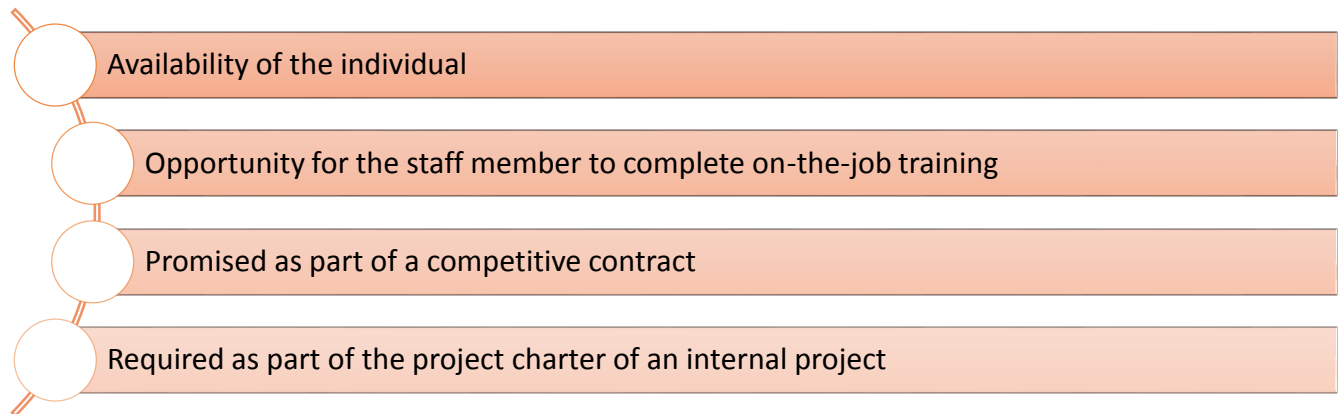 Availability of the individual
Opportunity for the staff member to complete on-the-job training
Promised as part of a competitive contract
Required as part of the project charter of an internal project